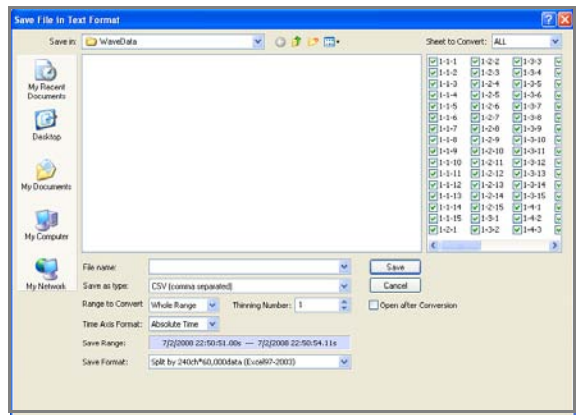 Save File in Text Format
Save in: WaveData
Sheet to Convert: ALL
My Recent Documents
Desktop
My Documents
My Computer
My Network
1-1-1 1-2-2 1-3-3
1-1-2 1-2-3 1-3-4
1-1-3 1-2-4 1-3-5
1-1-4 1-2-5 1-3-6
1-1-5 1-2-6 1-3-7
1-1-6 1-2-7 1-3-8
1-1-7 1-2-8 1-3-9
1-1-8 1-2-9 1-3-10
1-1-9 1-2-10 1-3-11
1-1-10 1-2-11 1-3-12
1-1-11 1-2-12 1-3-13
1-1-12 1-2-13 1-3-14
1-1-13 1-2-14 1-3-15
1-1-14 1-2-15 1-4-1
1-1-15 1-3-1 1-4-2
1-2-1 1-3-2 1-4-3
File name:
Save
Save as type: CSV (comma separated)
Cancel
Range to Convert Whole Range Thinning Number: 1
Open after Conversion
Time Axis Format: Absolute Time
Save Range: 7/2/2008 22:50:51.00s — 7/2/2008 22:50:54.11s
Save Format: Split by 240ch*60,000data (Excel97-2003)